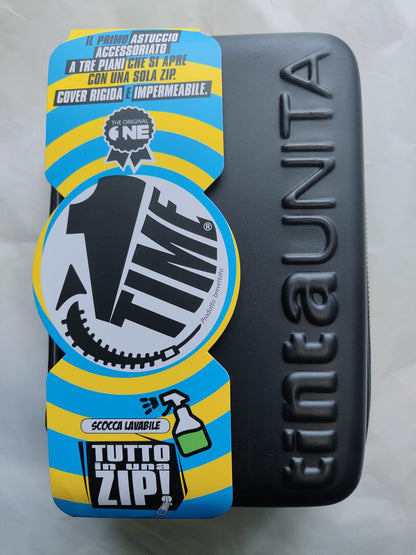 IL PRIMO ASTUCCIO
ACCESSORIATO
A TRE PIANI CHE SI APRE
CON UNA SOLA ZIP.
COVER RIGIDA E IMPERMEABILE.
THE ORIGINAL
ONE
1
TIME®
Prodotto brevettato
SCOCCA LAVABILE
TUTTO
in una
ZIP!
tintaUNITA